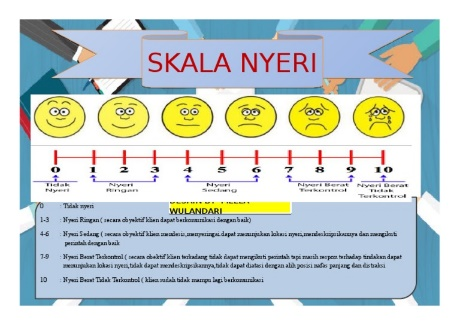 SKALA NYERI
0 1 2 3 4 5 6 7 8 9 10
Tidak Nyeri Nyeri Nyeri Berat Nyeri Berat
Nyeri Ringan Sedang Terkontrol Tidak
Terkontrol
WULANDARI
0 : Tidak nyeri
1-3 : Nyeri Ringan ( secara obyektif klien dapat berkomunikasi dengan baik)
4-6 : Nyeri Sedang ( secara obyektif klien mendesis, menyeringai, dapat menunjukan lokasi nyeri, mendeskripsikannya dan mengikuti
perintah dengan baik
7-9 : Nyeri Berat Terkontrol ( secara obektif klien terkadang tidak dapat mengikuti perintah tapi masih respon terhadap tindakan dapat
menunjukan lokasi nyeri, tidak dapat mendeskripsikannya, tidak dapat diatasi dengan alih posisi nafas panjang dan distraksi
10 : Nyeri Berat Tidak Terkontrol ( klien sudah tidak mampu lagi berkomunikasi